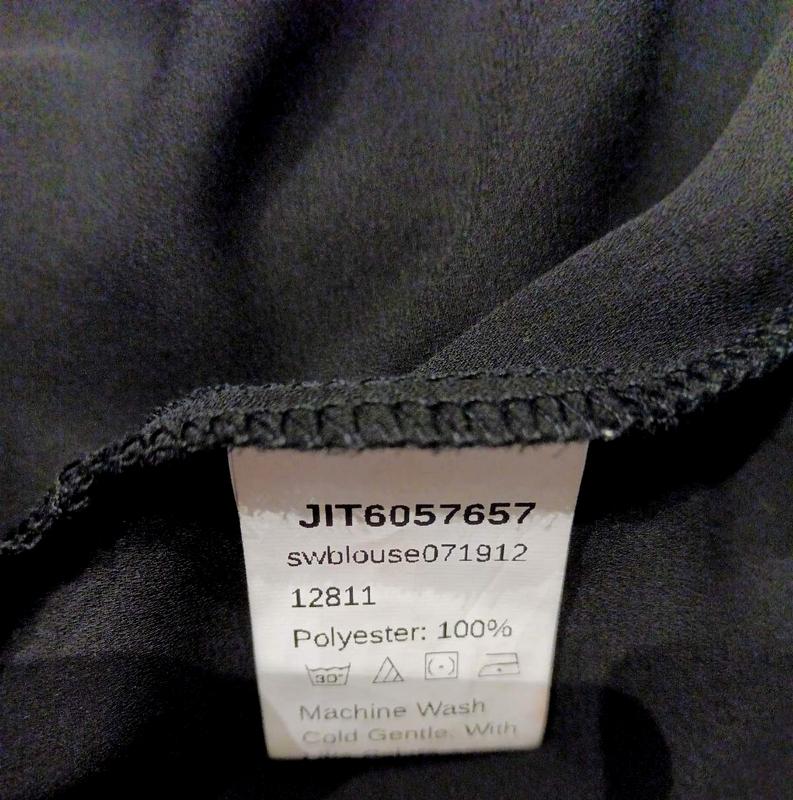 JIT6057657
swblouse071912
12811
Polyester: 100%
30°
Machine Wash
Cold Gentle, With